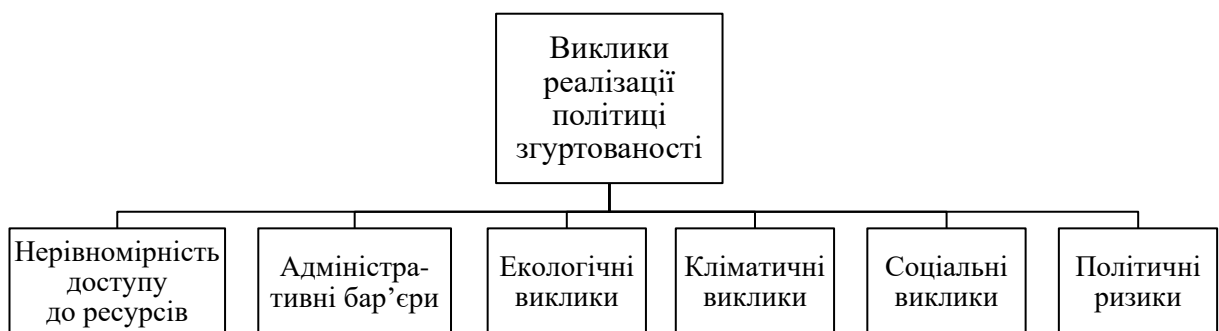 Виклики
реалізації
політиці
згуртованості
Нерівномірність
доступу
до ресурсів
Адміністра-
тивні бар’єри
Екологічні
виклики
Кліматичні
виклики
Соціальні
виклики
Політичні
ризики